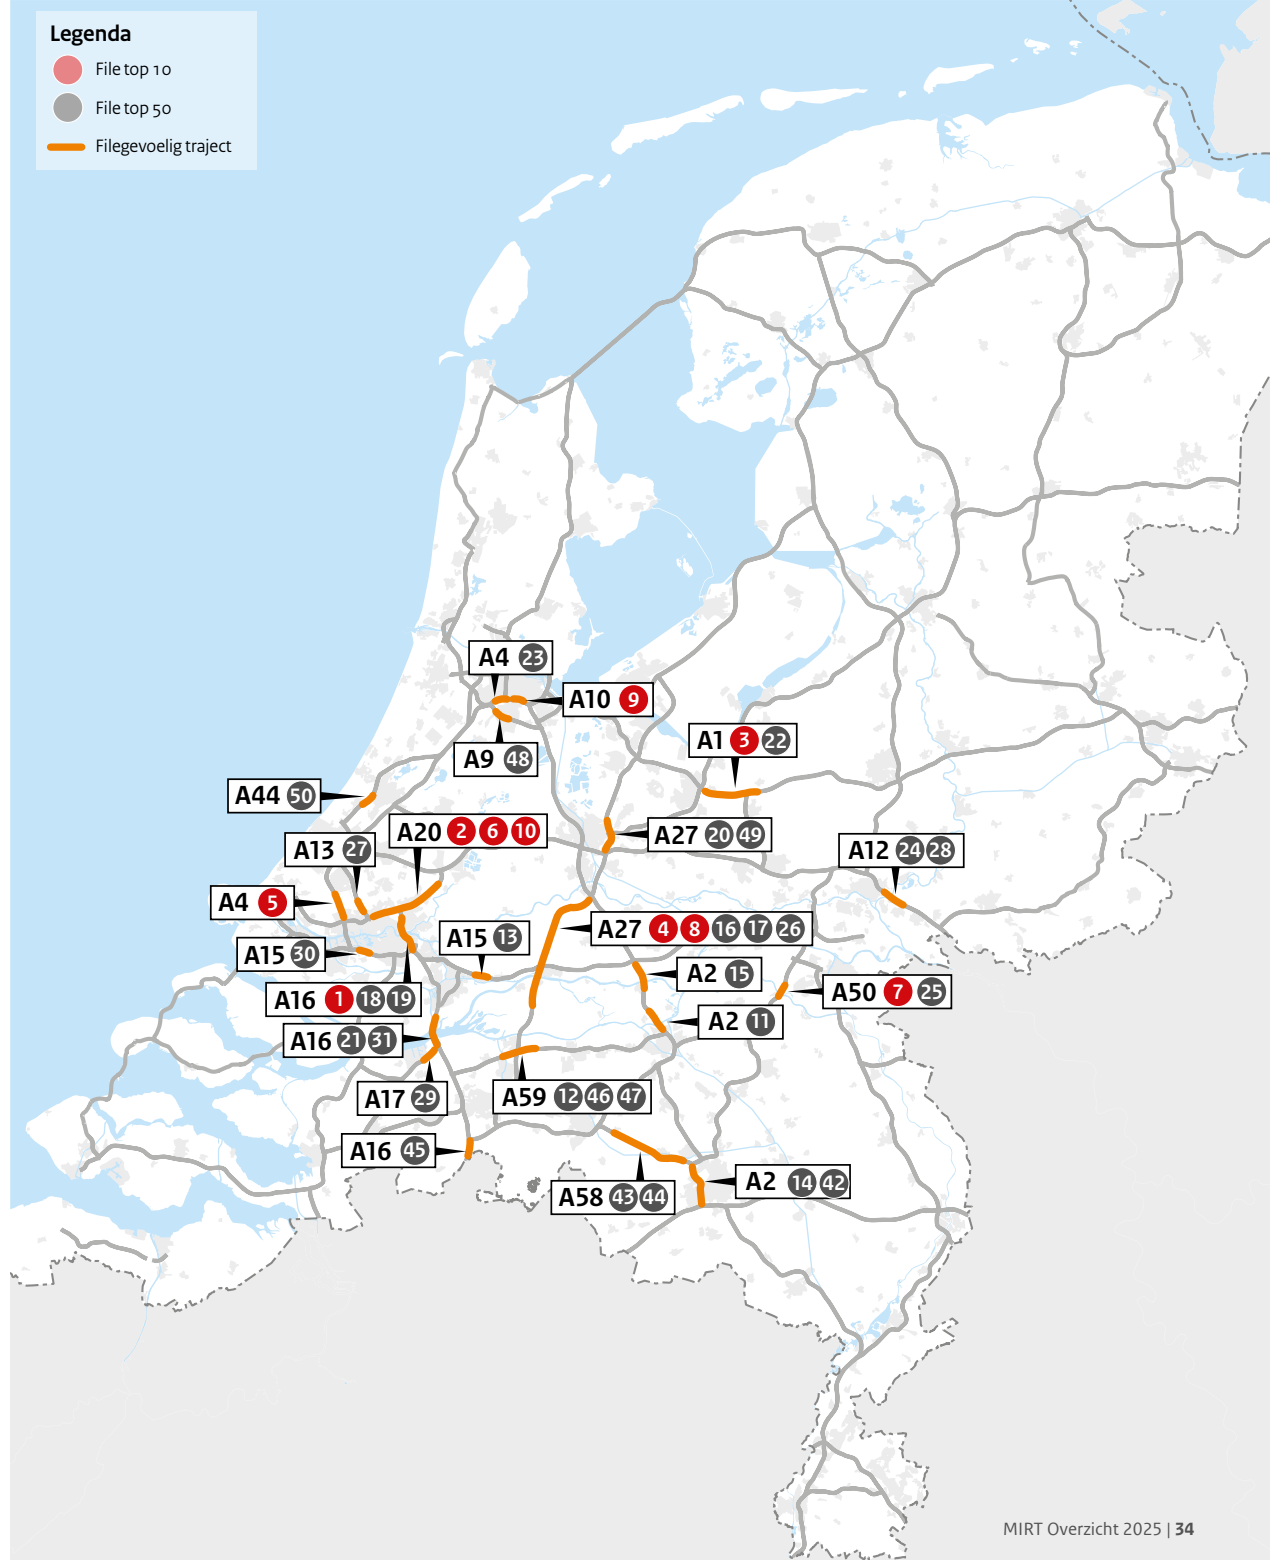 Legenda
File top 10
File top 50
Filegevoelig traject
A4 23
A10 9
A9 48
A1 3 22
A44 50
A20 2 6 10
A27 20 49
A13 27
A12 24 28
A4 5
A27 4 8 16 17 26
A15 13
A15 30
A2 15
A16 1 18 19
A50 7 25
A2 11
A16 21 31
A17 29
A59 12 46 47
A16 45
A58 43 44
A2 14 42
MIRT Overzicht 2025 | 34